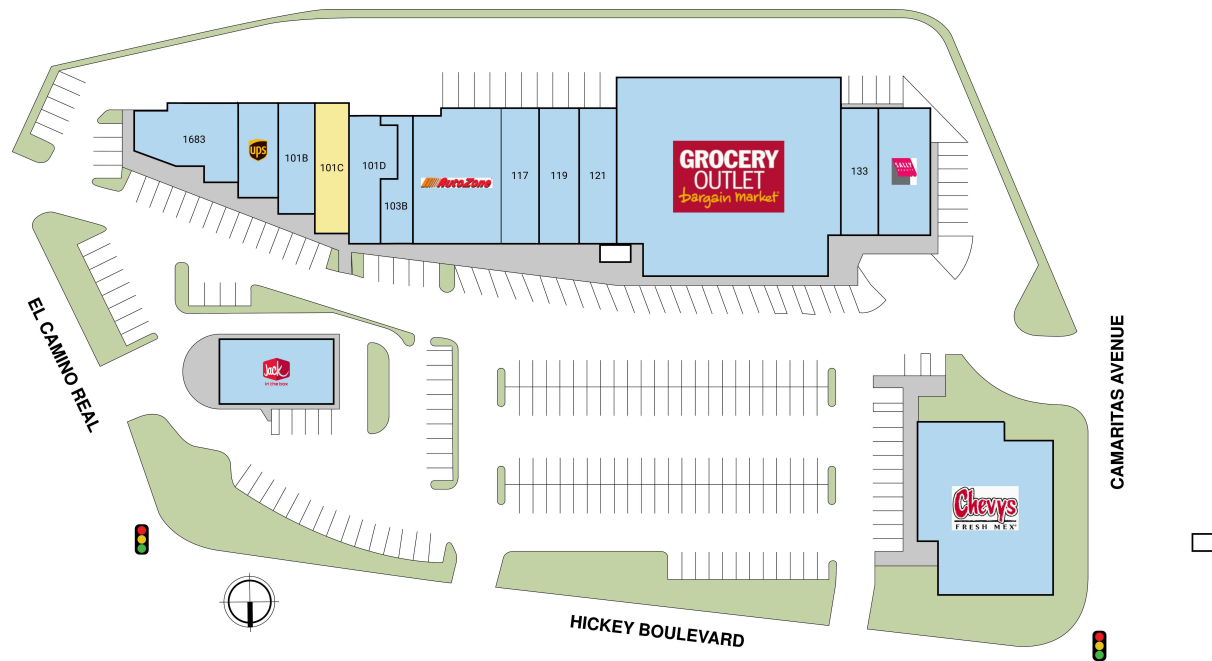 1683
ups
101B
101C
101D
103B
AutoZone
117
119
121
GROCERY
OUTLET
bargain market
133
SALLY
Jack
in the box
EL CAMINO REAL
CAMARITAS AVENUE
Chevys
FRESH MEX
HICKEY BOULEVARD